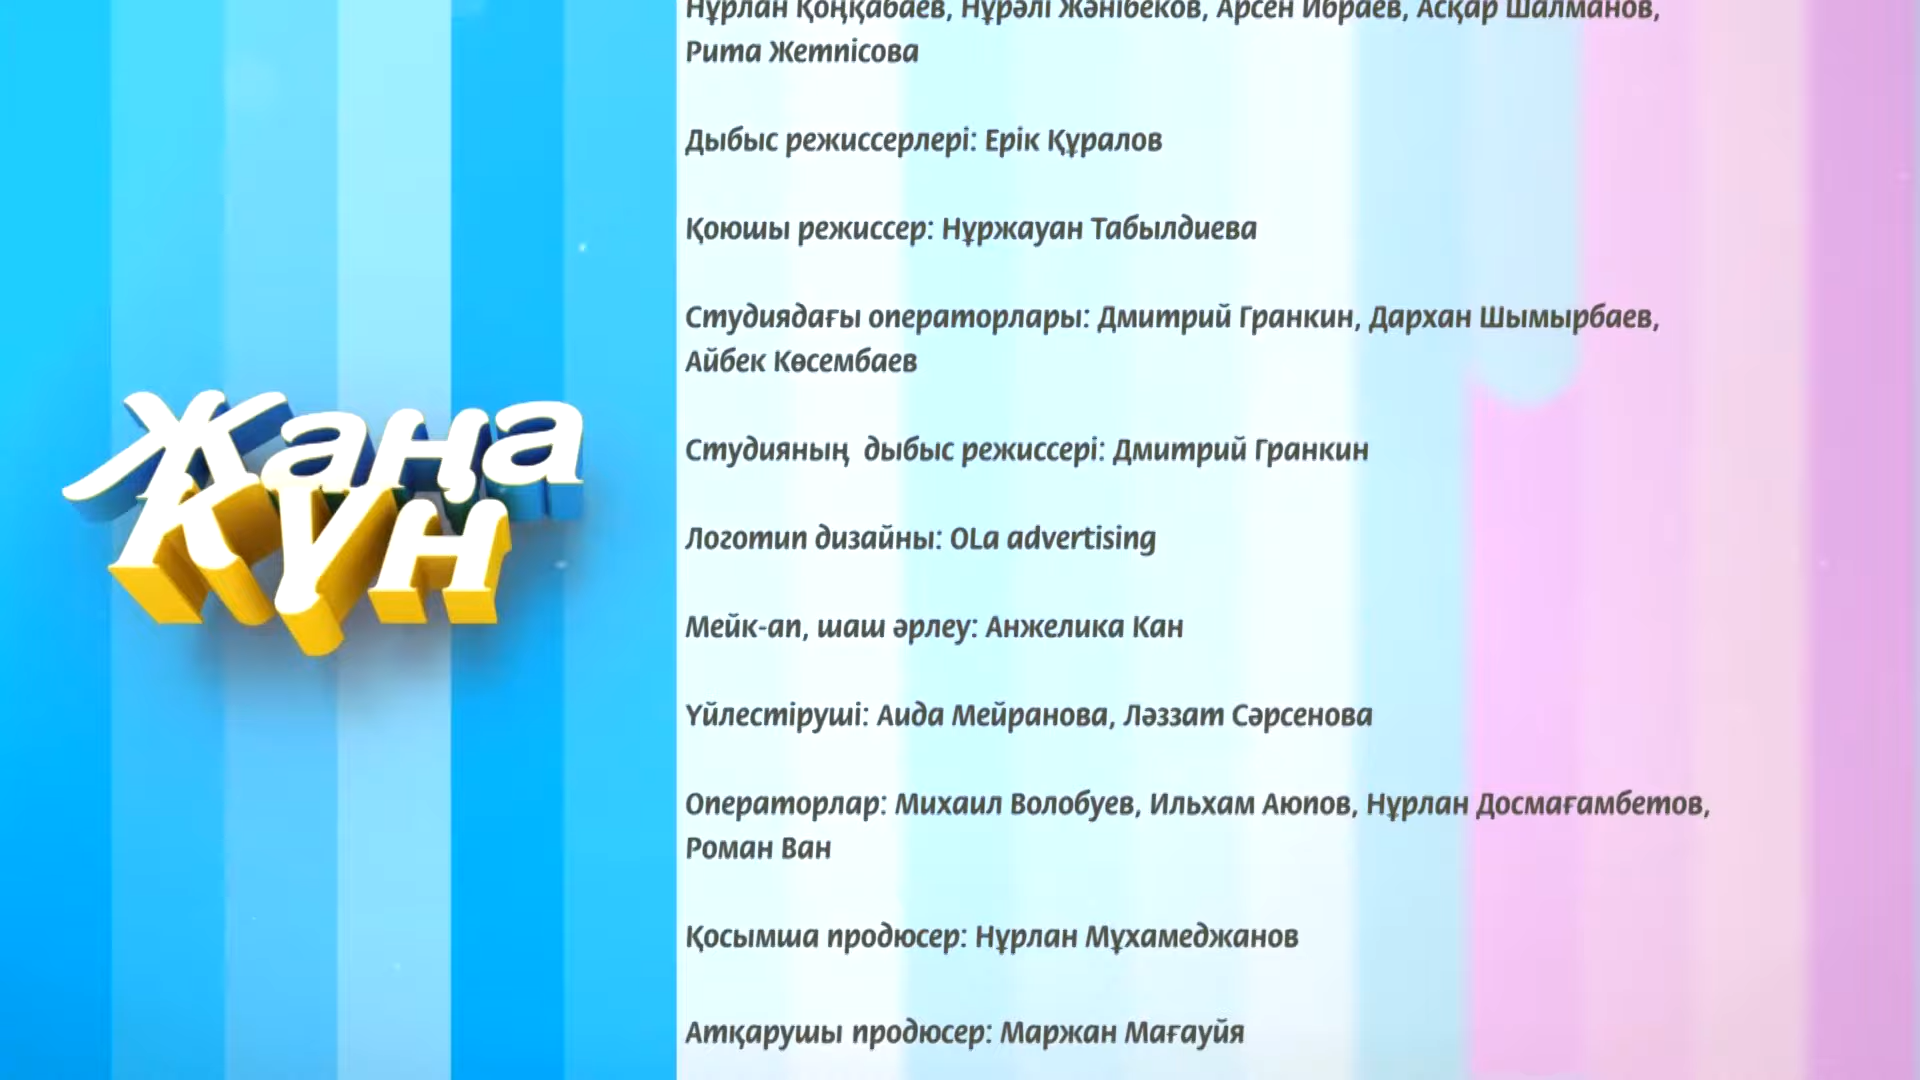 Жаңа
Күн
Нұрлан Қоңқабаев, Нұрәлі Жәнібеков, Арсен Ибраев, Асқар Шалманов,
Рита Жетпісова
Дыбыс режиссерлері: Ерік Құралов
Қоюшы режиссер: Нұржауан Табылдиева
Студиядағы операторлары: Дмитрий Гранкин, Дархан Шымырбаев,
Айбек Көсембаев
Студияның дыбыс режиссері: Дмитрий Гранкин
Логотип дизайны: OLa advertising
Мейк-ап, шаш әрлеу: Анжелика Кан
Үйлестіруші: Аида Мейранова, Ләззат Сәрсенова
Операторлар: Михаил Волобуев, Ильхам Аюпов, Нұрлан Досмағамбетов,
Роман Ван
Қосымша продюсер: Нұрлан Мұхамеджанов
Атқарушы продюсер: Маржан Мағауйя